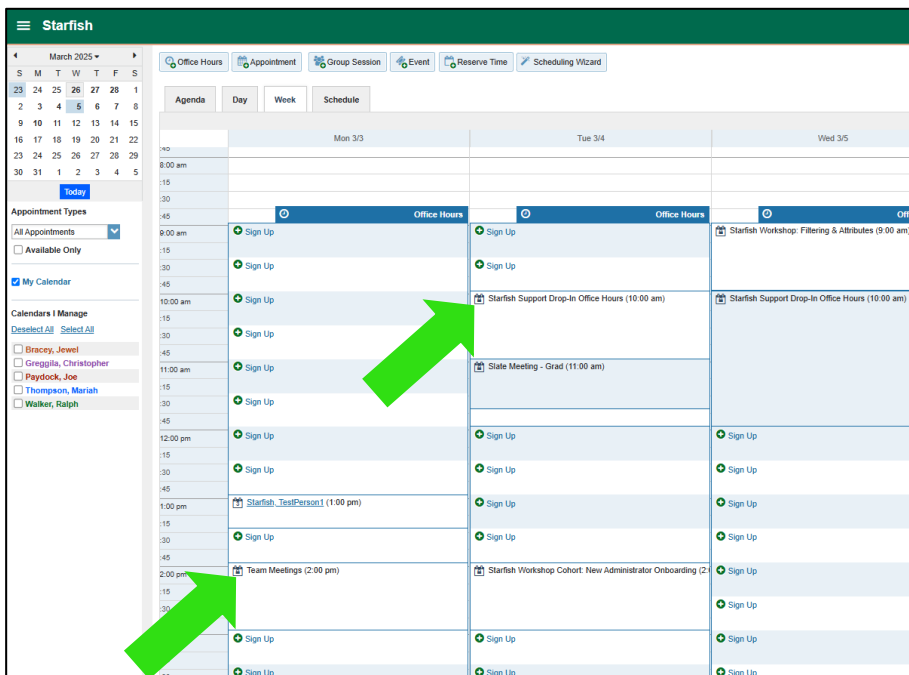 Starfish
March 2025
S M T W T F S
23 24 25 26 27 28 1
2 3 4 5 6 7 8
9 10 11 12 13 14 15
16 17 18 19 20 21 22
23 24 25 26 27 28 29
30 31 1 2 3 4 5
Today
Appointment Types
All Appointments
Available Only
My Calendar
Calendars I Manage
Deselect All Select All
Bracey, Jewel
Greggila, Christopher
Paydock, Joe
Thompson, Mariah
Walker, Ralph
Office Hours Appointment Group Session Event Reserve Time Scheduling Wizard
Agenda Day Week Schedule
Mon 3/3 Tue 3/4 Wed 3/5
:45
8:00 am
:15
:30
:45 Office Hours Office Hours Off
9:00 am Sign Up Sign Up Starfish Workshop: Filtering & Attributes (9:00 am
:15
:30 Sign Up Sign Up
:45
10:00 am Sign Up Starfish Support Drop-In Office Hours (10:00 am) Starfish Support Drop-In Office Hours (10:00 am)
:15
:30 Sign Up
:45
11:00 am Sign Up Slate Meeting - Grad (11:00 am)
:15
:30 Sign Up
:45
12:00 pm Sign Up Sign Up Sign Up
:15
:30 Sign Up Sign Up Sign Up
:45
1:00 pm Starfish, TestPerson1 (1:00 pm) Sign Up Sign Up
:15
:30 Sign Up Sign Up Sign Up
:45
2:00 pm Team Meetings (2:00 pm) Starfish Workshop Cohort: New Administrator Onboarding (2: Sign Up
:15
:30 Sign Up
Sign Up Sign Up Sign Up
Sign Up Sign Up Sign Up